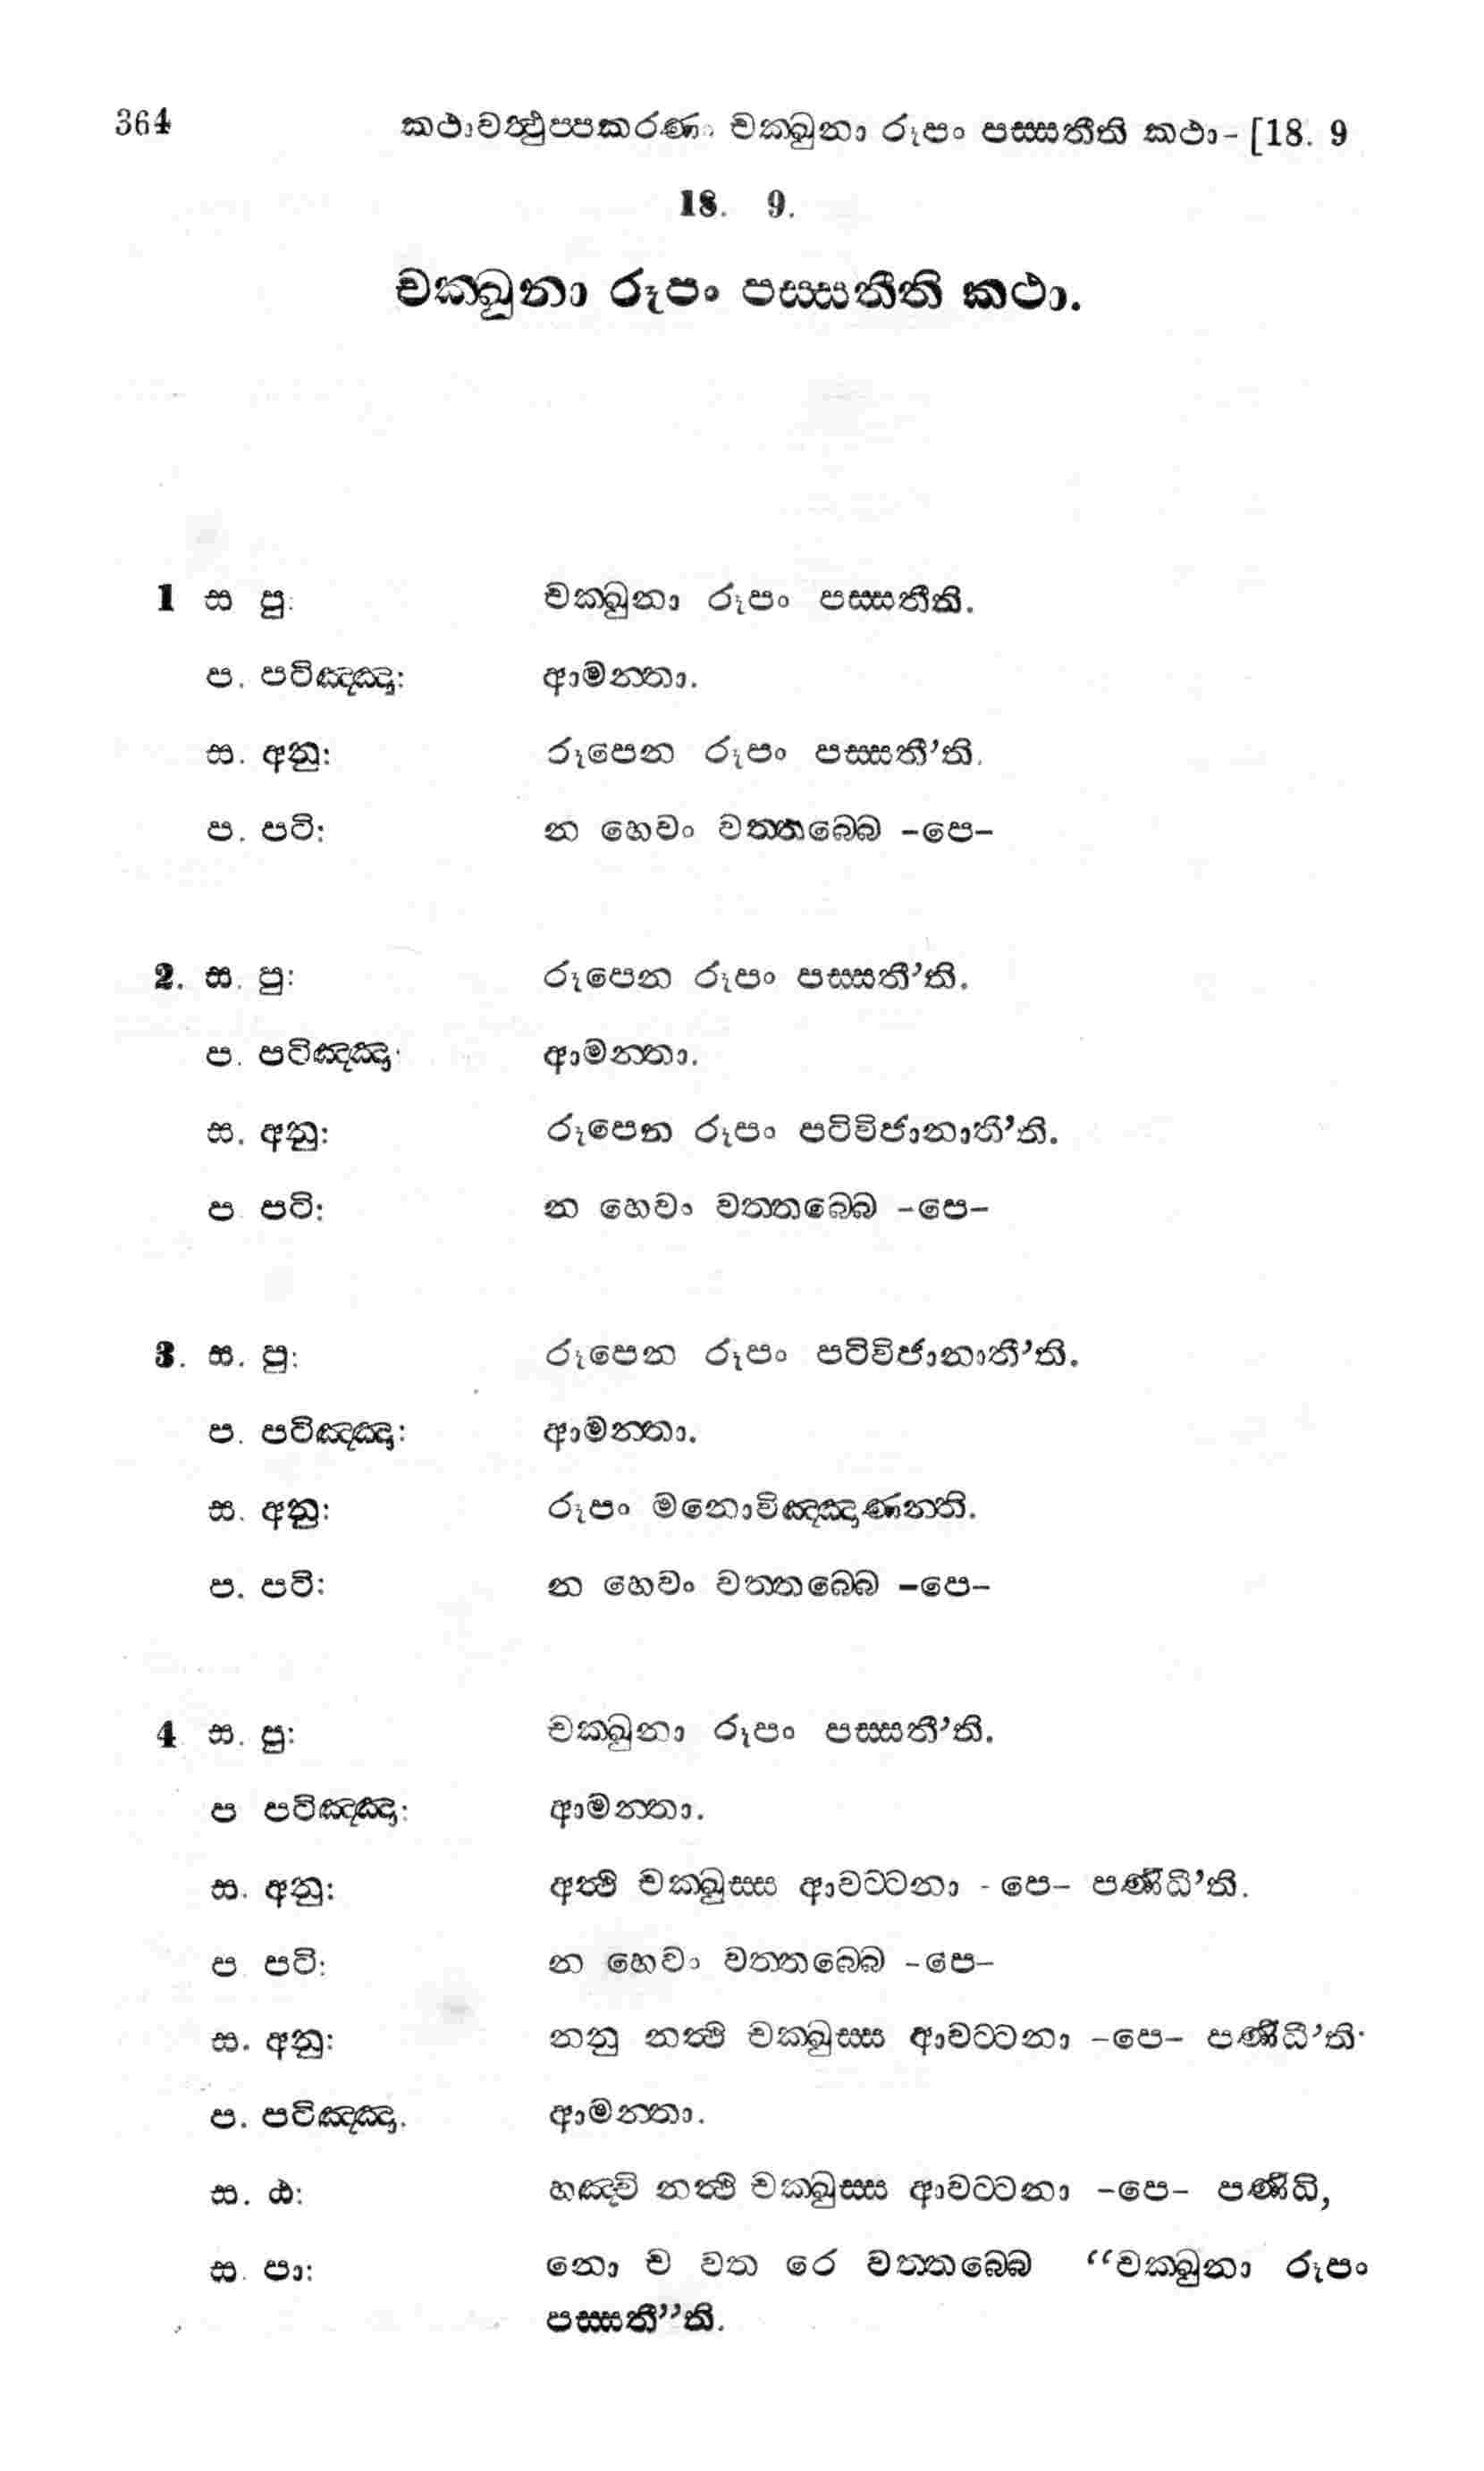 364 කථාවත්‍ථුප‍්පකරණං චක‍්ඛුනා රූපං පස‍්සතීති කථා- [18. 9
18. 9.
චක‍්ඛුනා රූපං පස‍්සතීති කථා.
1 ස පු: චක‍්ඛුනා රූපං පස‍්සතීති.
ප. පටිඤ‍්ඤා: ආමන‍්තා.
ස. අනු: රූපෙන රූපං පස‍්සතී’ති.
ප. පටි: න හෙවං වත‍්තබ‍්බෙ -පෙ-
2. ස. පු: රූපෙන රූපං පස‍්සතී’ති.
ප. පටිඤ‍්ඤා: ආමන‍්තා.
ස. අනු: රූපෙන රූපං පටිවිජානාතී’ති.
ප පටි: න හෙවං වත‍්තබ‍්බෙ -පෙ-
3. ස. පු: රූපෙන රූපං පටිවිජානාතී’ති.
ප. පටිඤ‍්ඤා: ආමන‍්තා.
ස. අනු: රූපං මනොවිඤ‍්ඤාණන‍්ති.
ප. පටි: න හෙවං වත‍්තබ‍්බෙ -පෙ-
4 ස. පු: චක‍්ඛුනා රූපං පස‍්සතී’ති.
ප පටිඤ‍්ඤා: ආමන‍්තා.
ස. අනු: අත්‍ථි චක‍්ඛුස‍්ස ආවට‍්ටනා - පෙ- පණිධී’ති.
ප පටි: න හෙවං වත‍්තබ‍්බෙ -පෙ-
ස. අනු: නනු නත්‍ථි චක‍්ඛුස‍්ස ආවට‍්ටනා -පෙ- පණිධී’ති.
ප. පටිඤ‍්ඤා. ආමන‍්තා.
ස. ඨ: හඤ‍්චි නත්‍ථි චක‍්ඛුස‍්ස ආවට‍්ටනා -පෙ- පණිධි,
ස. පා: නො ච වත රෙ වත‍්තබ‍්බෙ “චක‍්ඛුනා රූපං
පස‍්සතී”ති.